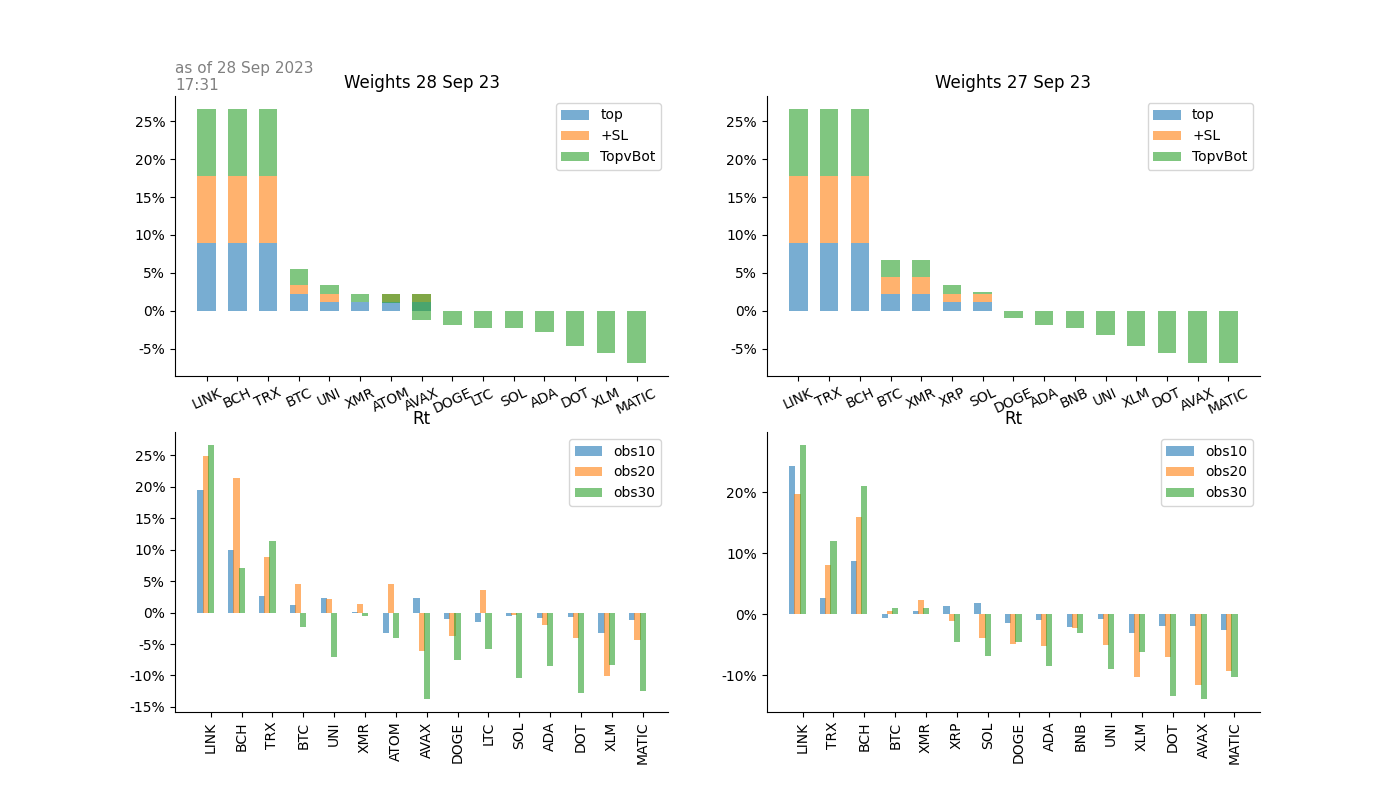 as of 28 Sep 2023
17:31
Weights 28 Sep 23
25%
20%
15%
10%
5%
0%
-5%
top
+SL
TopvBot
LINK BCH TRX BTC UNI XMR ATOM AVAX DOGE LTC SOL ADA DOT XLM MATIC
Weights 27 Sep 23
25%
20%
15%
10%
5%
0%
-5%
top
+SL
TopvBot
LINK TRX BCH BTC XMR XRP SOL DOGE ADA BNB UNI XLM DOT AVAX MATIC
Rt
25%
20%
15%
10%
5%
0%
-5%
-10%
-15%
obs10
obs20
obs30
LINK BCH TRX BTC UNI XMR ATOM AVAX DOGE LTC SOL ADA DOT XLM MATIC
Rt
20%
10%
0%
-10%
obs10
obs20
obs30
LINK TRX BCH BTC XMR XRP SOL DOGE ADA BNB UNI XLM DOT AVAX MATIC